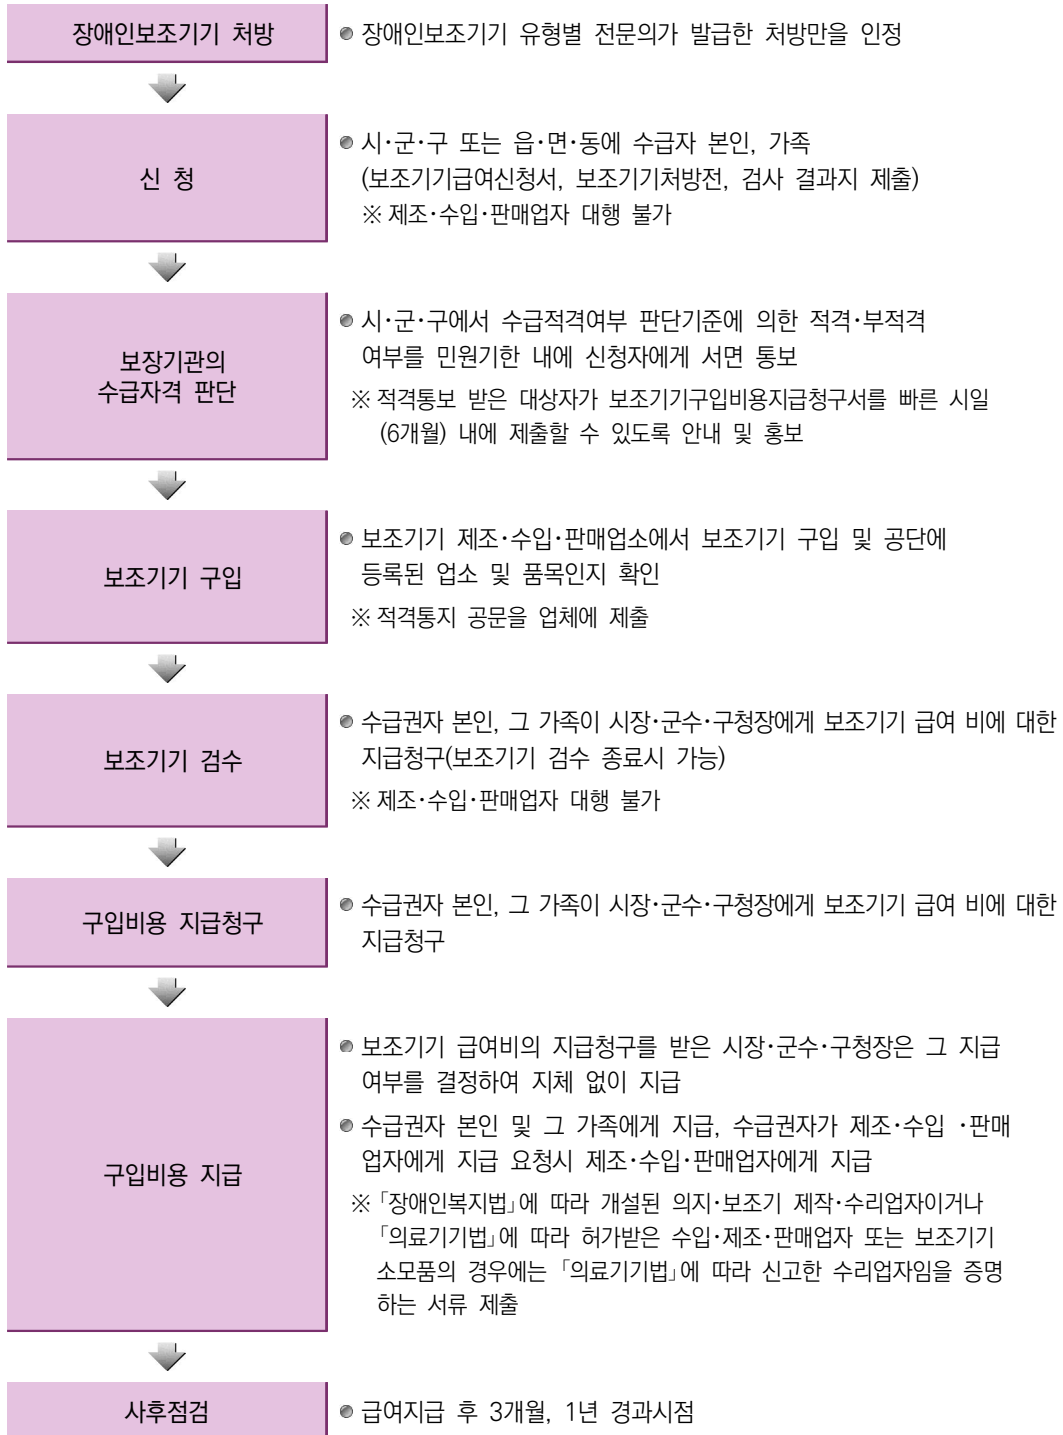 장애인보조기기 처방
장애인보조기기 유형별 전문의가 발급한 처방만을 인정
신 청
시·군·구 또는 읍·면·동에 수급자 본인, 가족
(보조기기급여신청서, 보조기기처방전, 검사 결과지 제출)
※ 제조·수입·판매업자 대행 불가
보장기관의
수급자격 판단
시·군·구에서 수급적격여부 판단기준에 의한 적격·부적격
여부를 민원기한 내에 신청자에게 서면 통보
※ 적격통보 받은 대상자가 보조기기구입비용지급청구서를 빠른 시일
(6개월) 내에 제출할 수 있도록 안내 및 홍보
보조기기 구입
보조기기 제조·수입·판매업소에서 보조기기 구입 및 공단에
등록된 업소 및 품목인지 확인
※ 적격통지 공문을 업체에 제출
보조기기 검수
수급권자 본인, 그 가족이 시장·군수·구청장에게 보조기기 급여 비에 대한
지급청구(보조기기 검수 종료시 가능)
※ 제조·수입·판매업자 대행 불가
구입비용 지급청구
수급권자 본인, 그 가족이 시장·군수·구청장에게 보조기기 급여 비에 대한
지급청구
구입비용 지급
보조기기 급여비의 지급청구를 받은 시장·군수·구청장은 그 지급
여부를 결정하여 지체 없이 지급
수급권자 본인 및 그 가족에게 지급, 수급권자가 제조·수입 ·판매
업자에게 지급 요청시 제조·수입·판매업자에게 지급
※ 「장애인복지법」에 따라 개설된 의지·보조기 제작·수리업자이거나
「의료기기법」에 따라 허가받은 수입·제조·판매업자 또는 보조기기
소모품의 경우에는 「의료기기법」에 따라 신고한 수리업자임을 증명
하는 서류 제출
사후점검
급여지급 후 3개월, 1년 경과시점